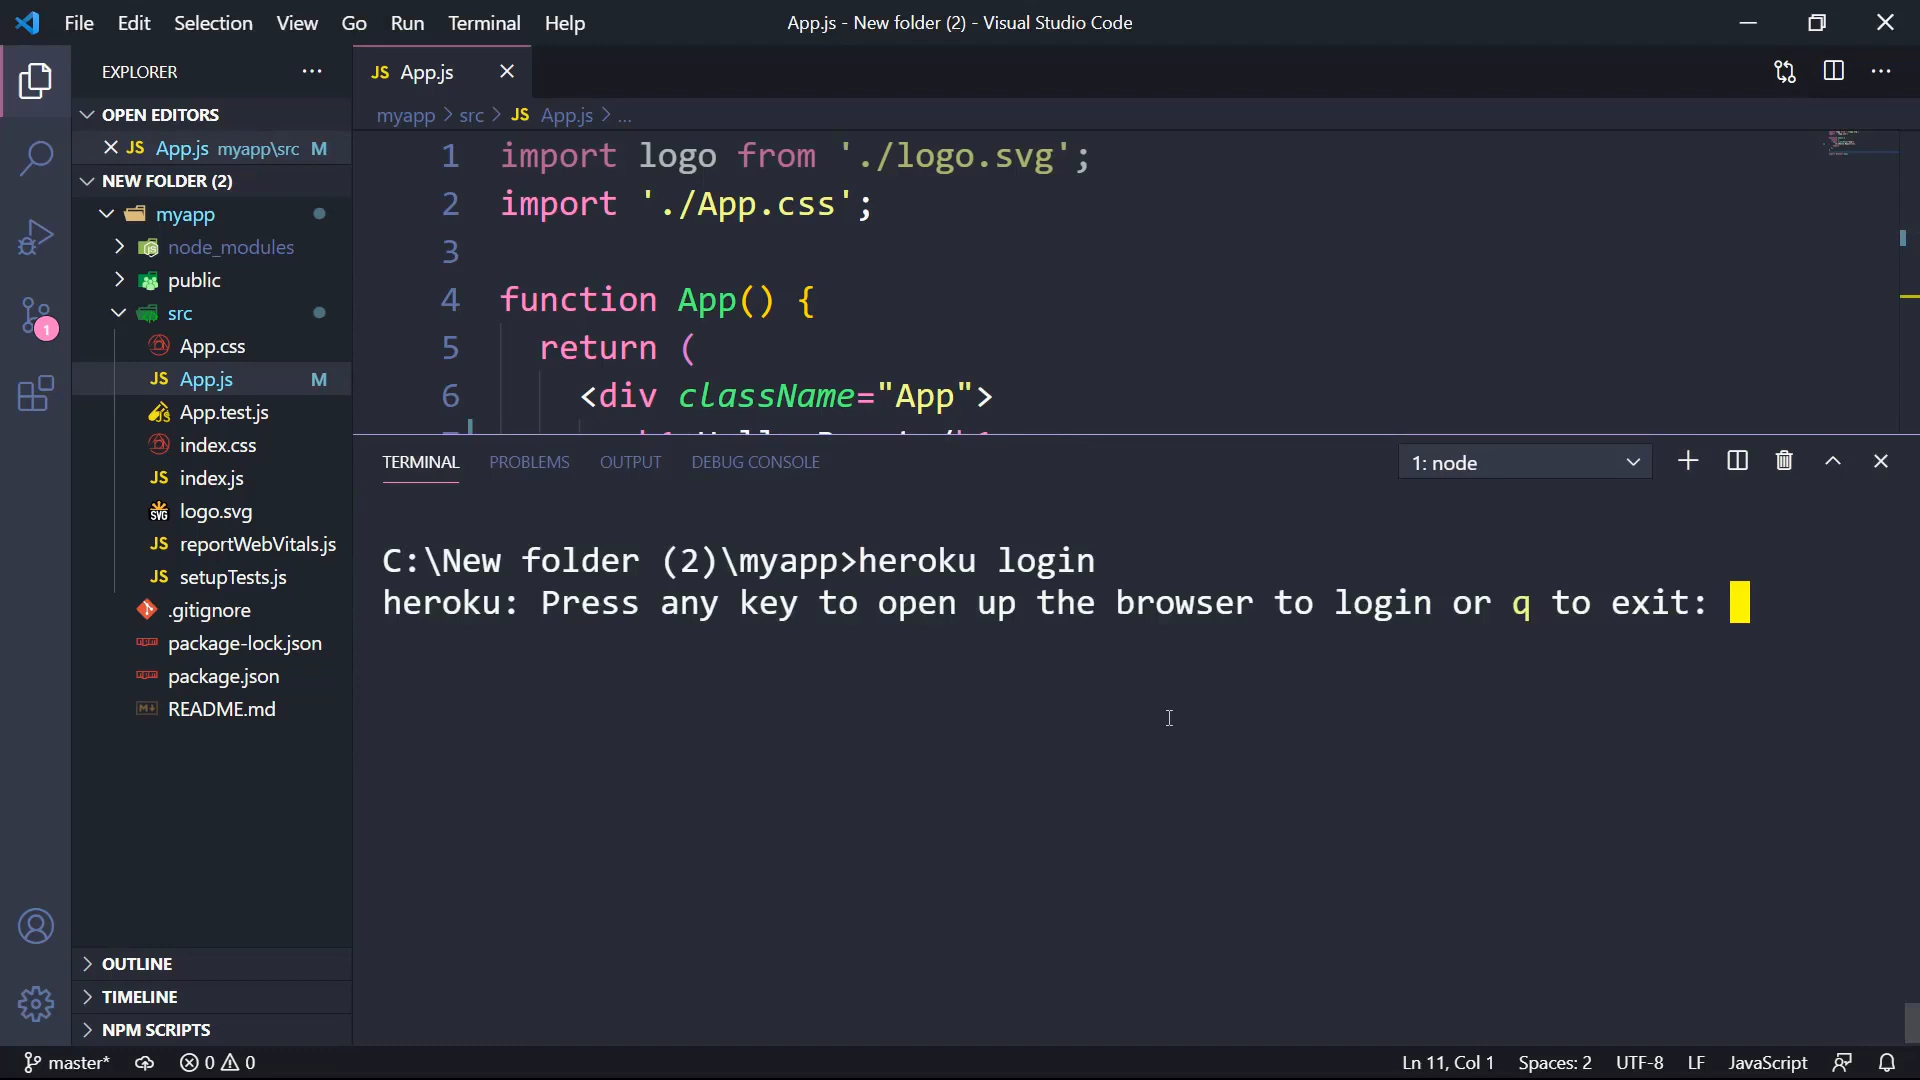 File Edit Selection View Go Run Terminal Help
App.js - New folder (2) - Visual Studio Code
EXPLORER
OPEN EDITORS
JS App.js myapp\src M
NEW FOLDER (2)
myapp
node_modules
public
src
App.css
JS App.js M
App.test.js
index.css
JS index.js
SVG logo.svg
JS reportWebVitals.js
JS setupTests.js
.gitignore
package-lock.json
package.json
README.md
OUTLINE
TIMELINE
NPM SCRIPTS
1
JS App.js
myapp > src > JS App.js > ...
1 import logo from './logo.svg';
2 import './App.css';
3
4 function App() {
5 return (
6 <div className="App">
TERMINAL PROBLEMS OUTPUT DEBUG CONSOLE
1: node
C:\New folder (2)\myapp>heroku login
heroku: Press any key to open up the browser to login or q to exit:
master* 0 0
Ln 11, Col 1 Spaces: 2 UTF-8 LF JavaScript